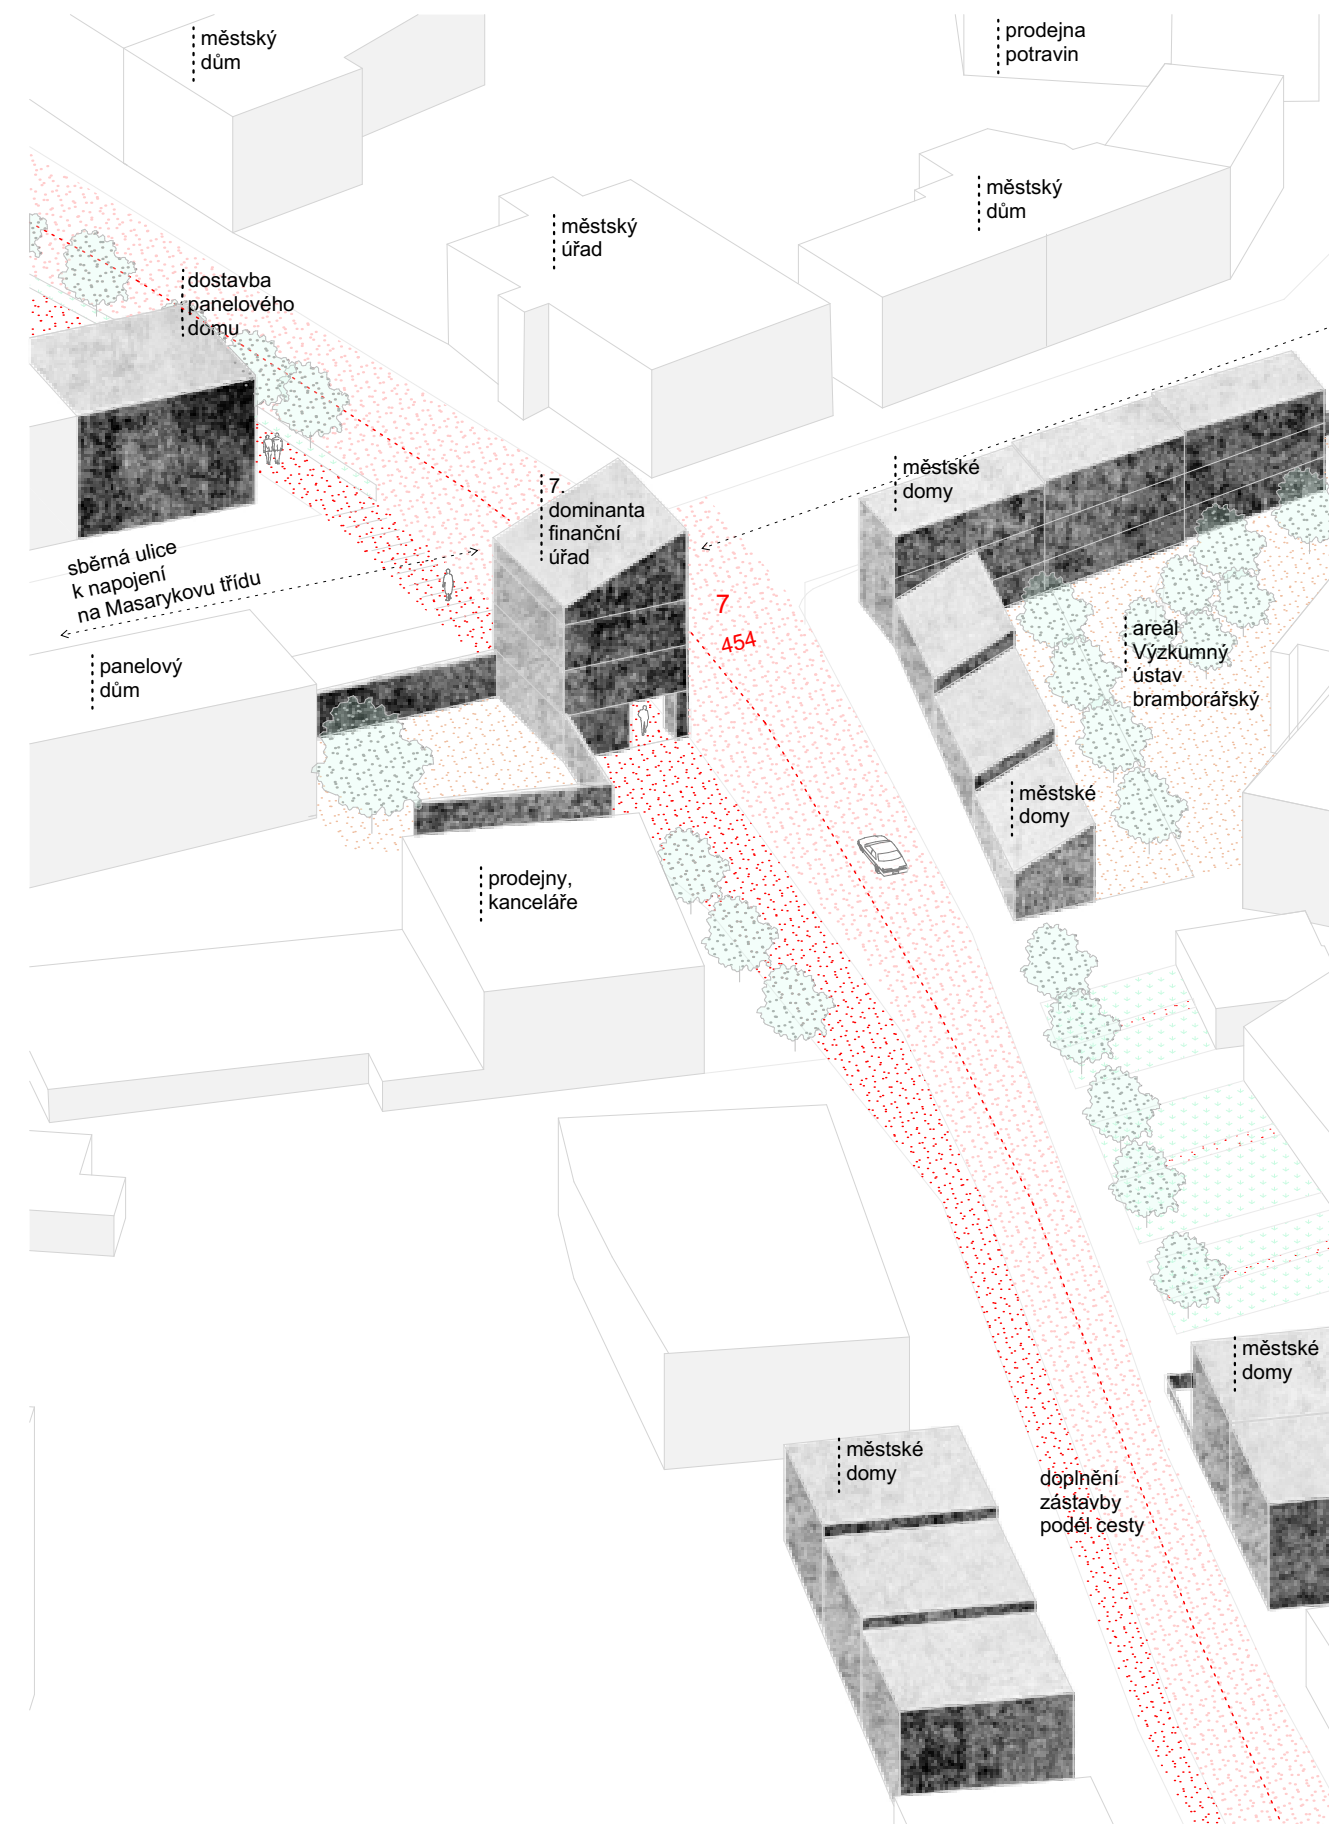 městský
dům
prodejna
potravin
městský
dům
městský
úřad
dostavba
panelového
domu
městské
domy
7.
dominanta
finanční
úřad
sběrná ulice
k napojení
na Masarykovu třídu
7
454
areál
Výzkumný
ústav
bramborářský
panelový
dům
městské
domy
prodejny,
kanceláře
městské
domy
městské
domy
doplnění
zástavby
podél cesty